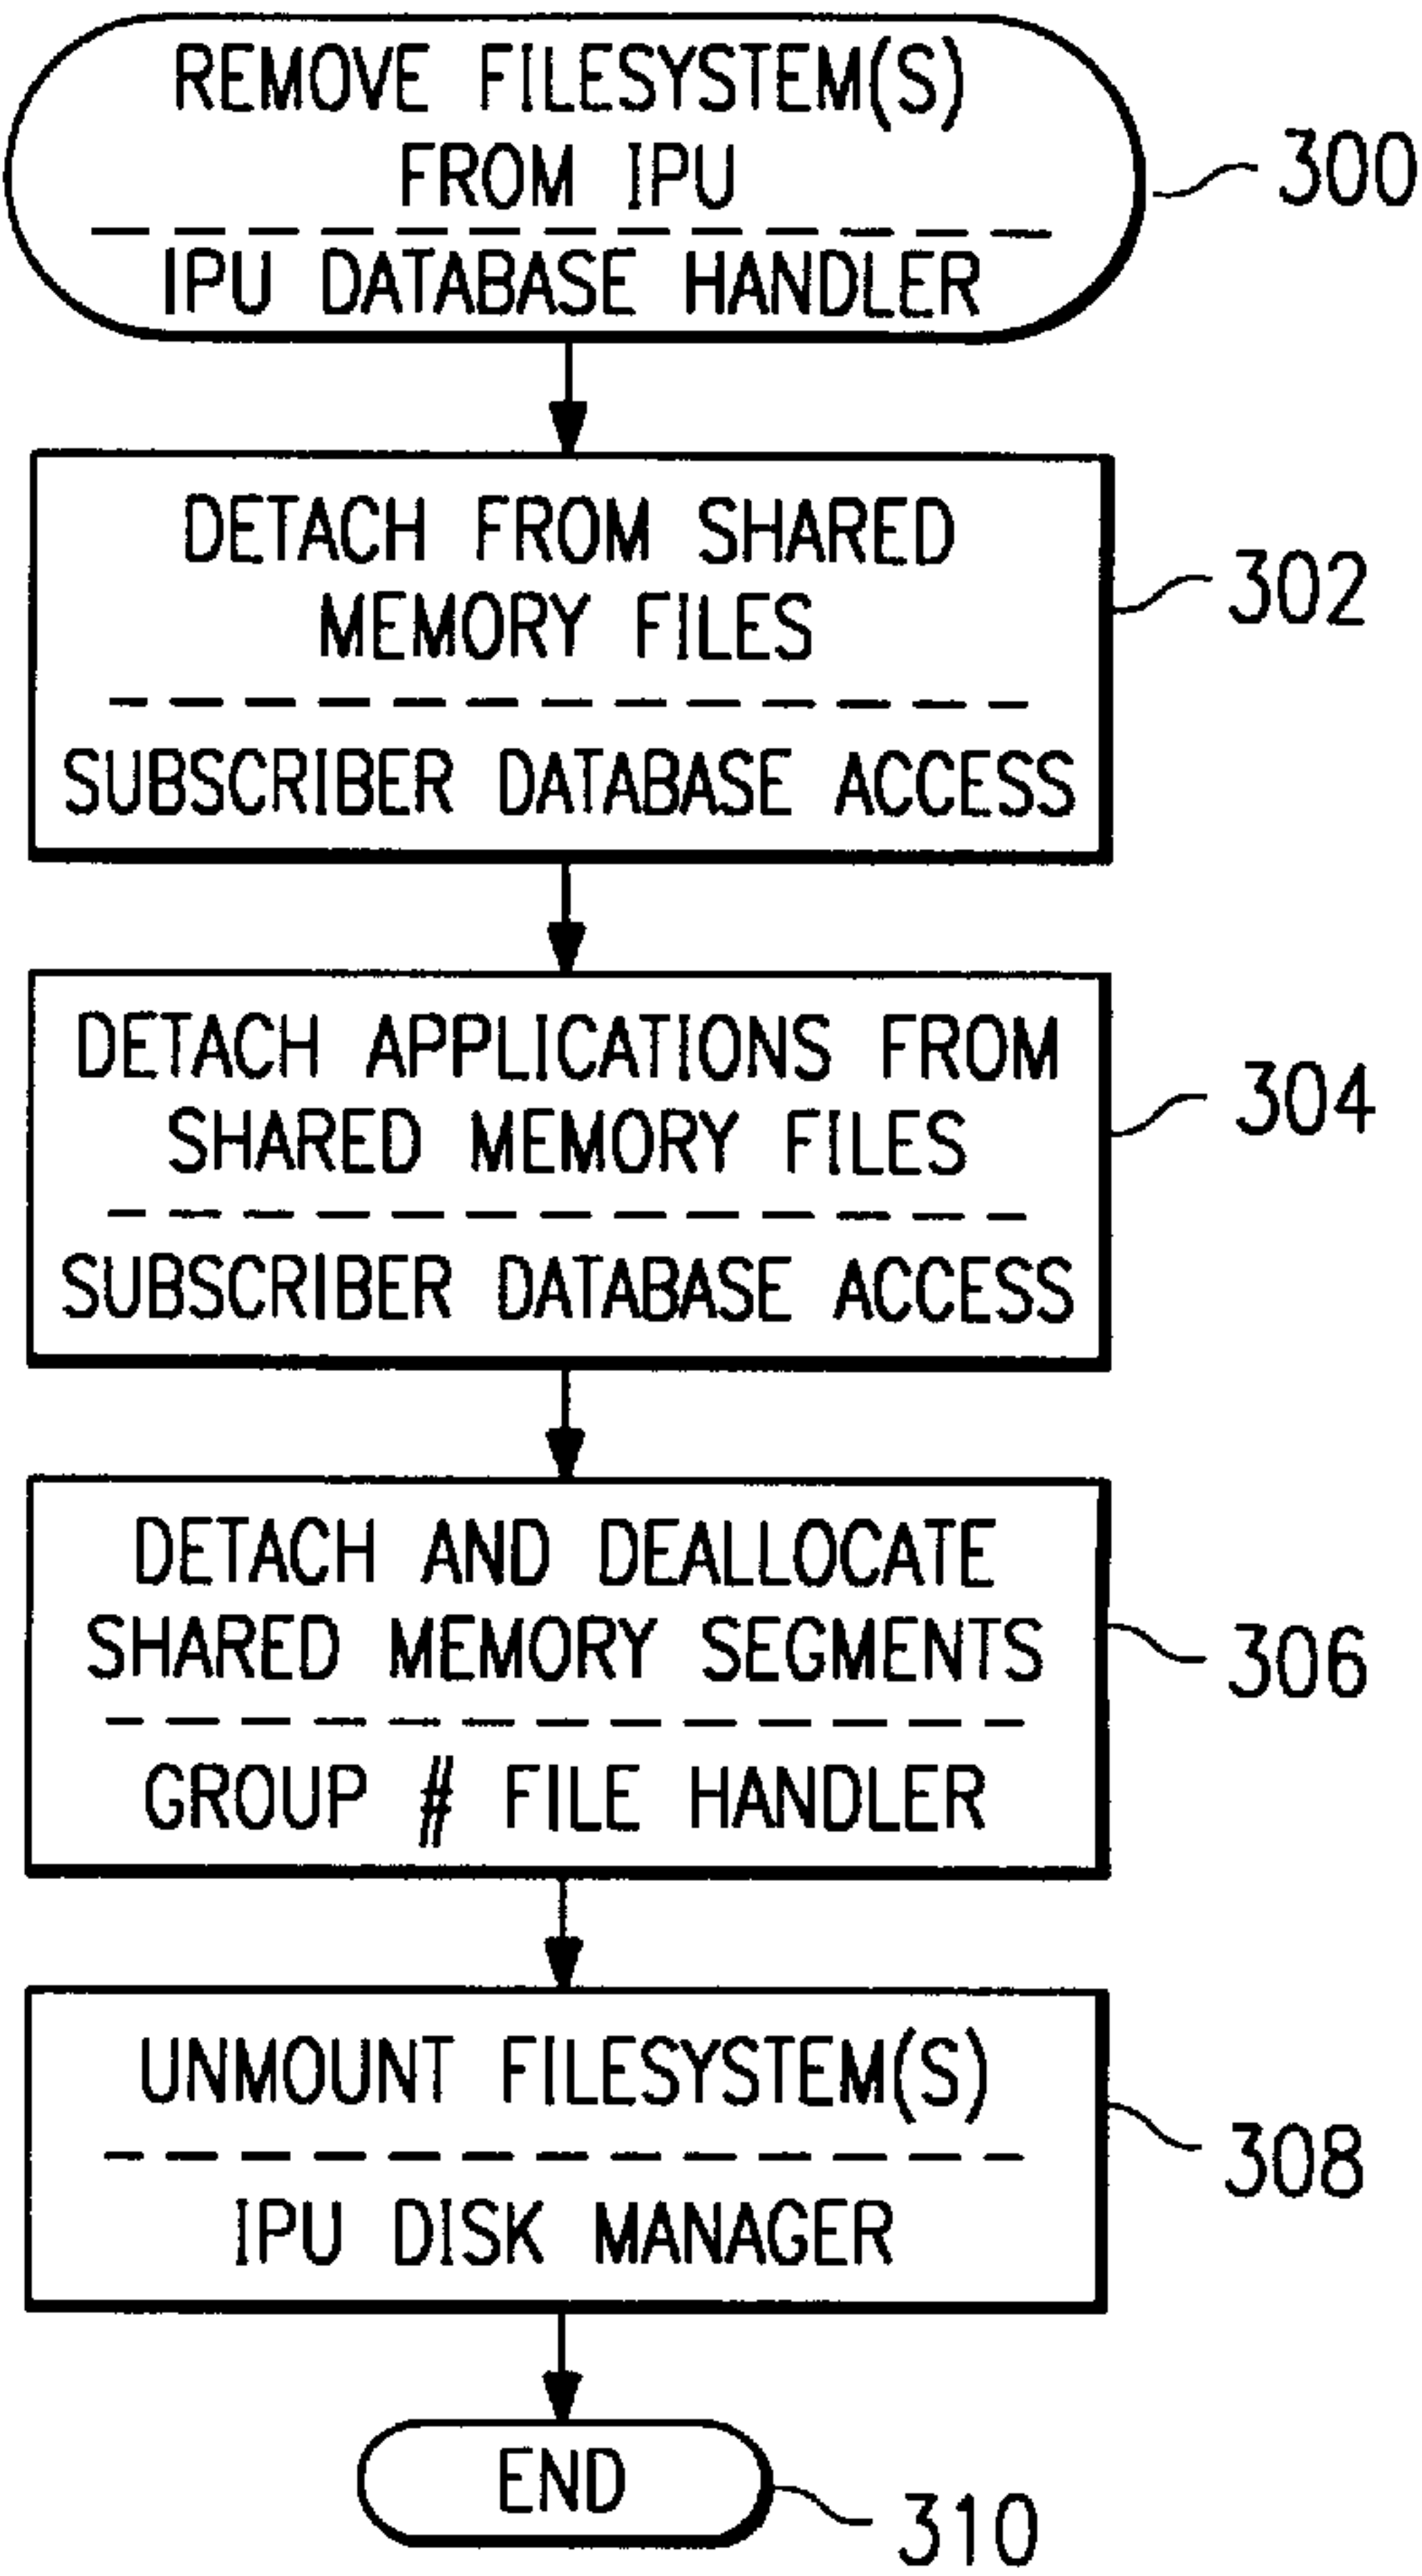 REMOVE FILESYSTEM(S)
FROM IPU
IPU DATABASE HANDLER
300
DETACH FROM SHARED
MEMORY FILES
SUBSCRIBER DATABASE ACCESS
302
DETACH APPLICATIONS FROM
SHARED MEMORY FILES
SUBSCRIBER DATABASE ACCESS
304
DETACH AND DEALLOCATE
SHARED MEMORY SEGMENTS
GROUP # FILE HANDLER
306
UNMOUNT FILESYSTEM(S)
IPU DISK MANAGER
308
END
310